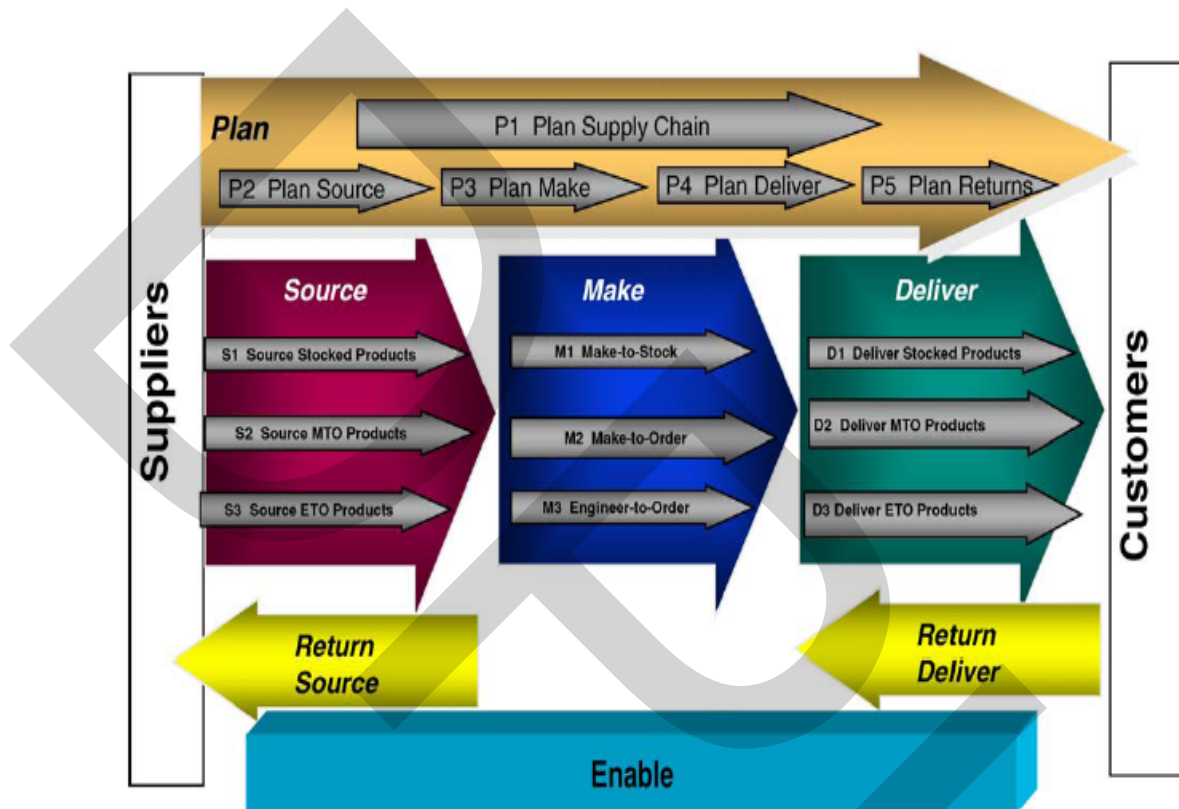 Suppliers
Plan
P1 Plan Supply Chain
P2 Plan Source
P3 Plan Make
P4 Plan Deliver
P5 Plan Returns
Source
S1 Source Stocked Products
S2 Source MTO Products
S3 Source ETO Products
Make
M1 Make-to-Stock
M2 Make-to-Order
M3 Engineer-to-Order
Deliver
D1 Deliver Stocked Products
D2 Deliver MTO Products
D3 Deliver ETO Products
Customers
Return
Source
Return
Deliver
Enable